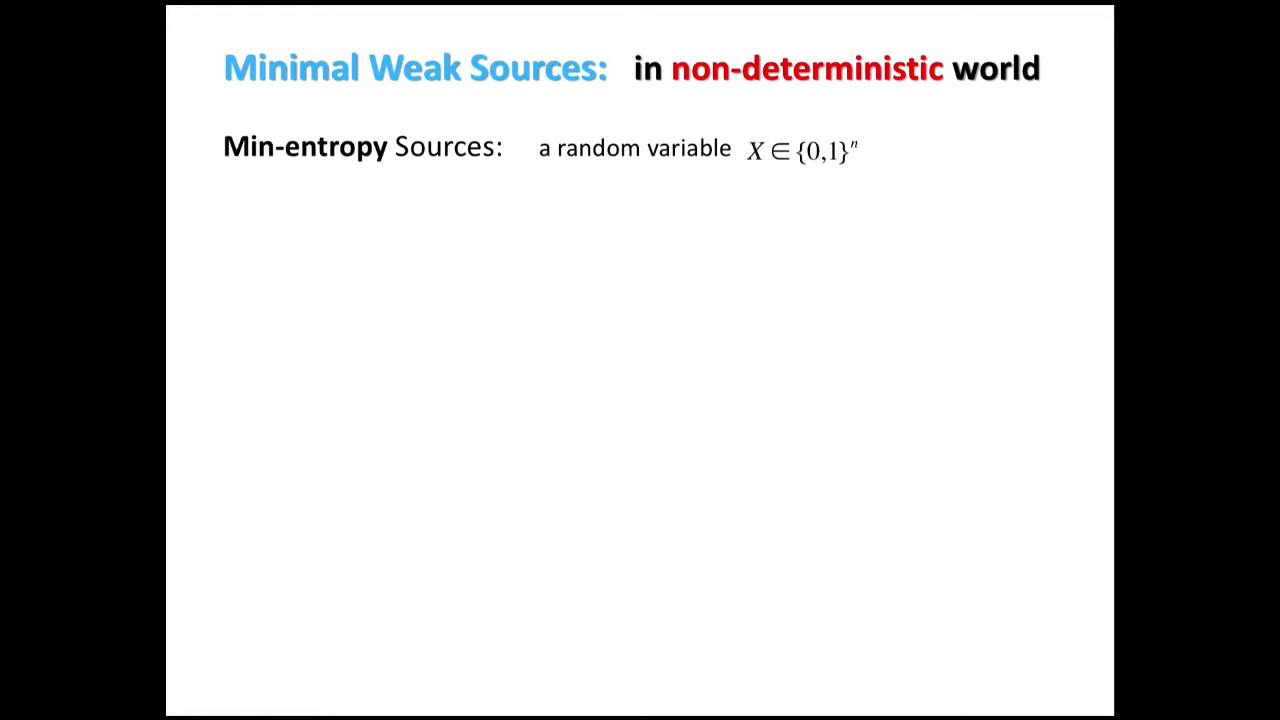 Minimal Weak Sources: in non-deterministic world
Min-entropy Sources: a random variable X ∈ {0,1}ⁿ